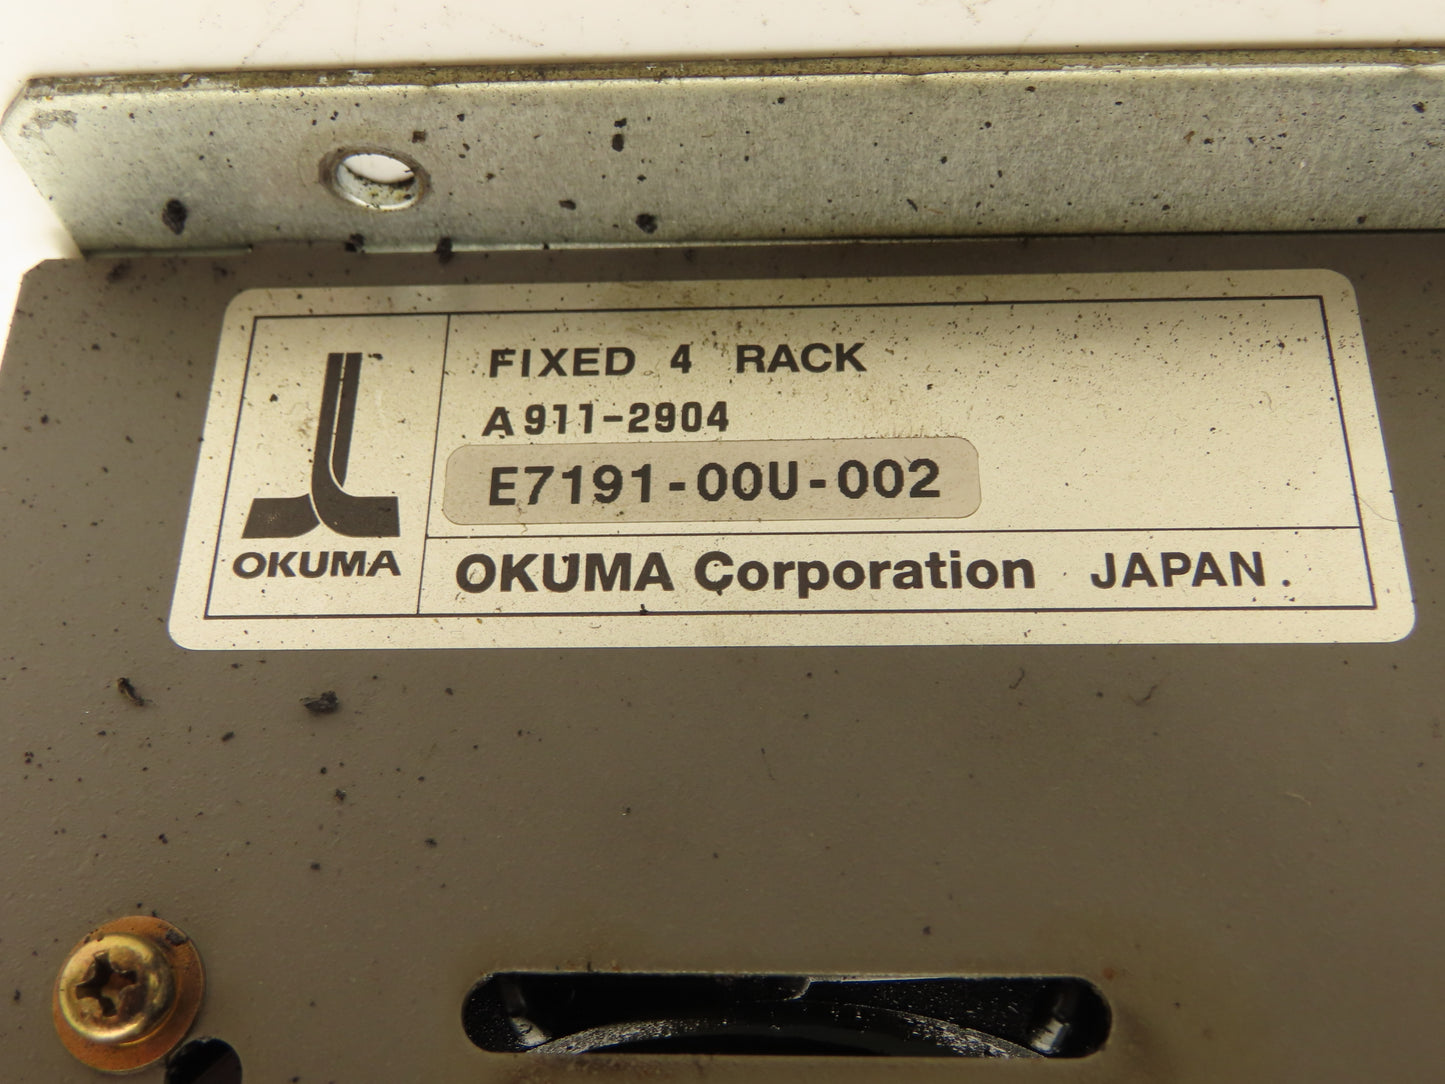 FIXED 4 RACK
A911-2904
E7191-00U-002
OKUMA
OKUMA Corporation JAPAN.